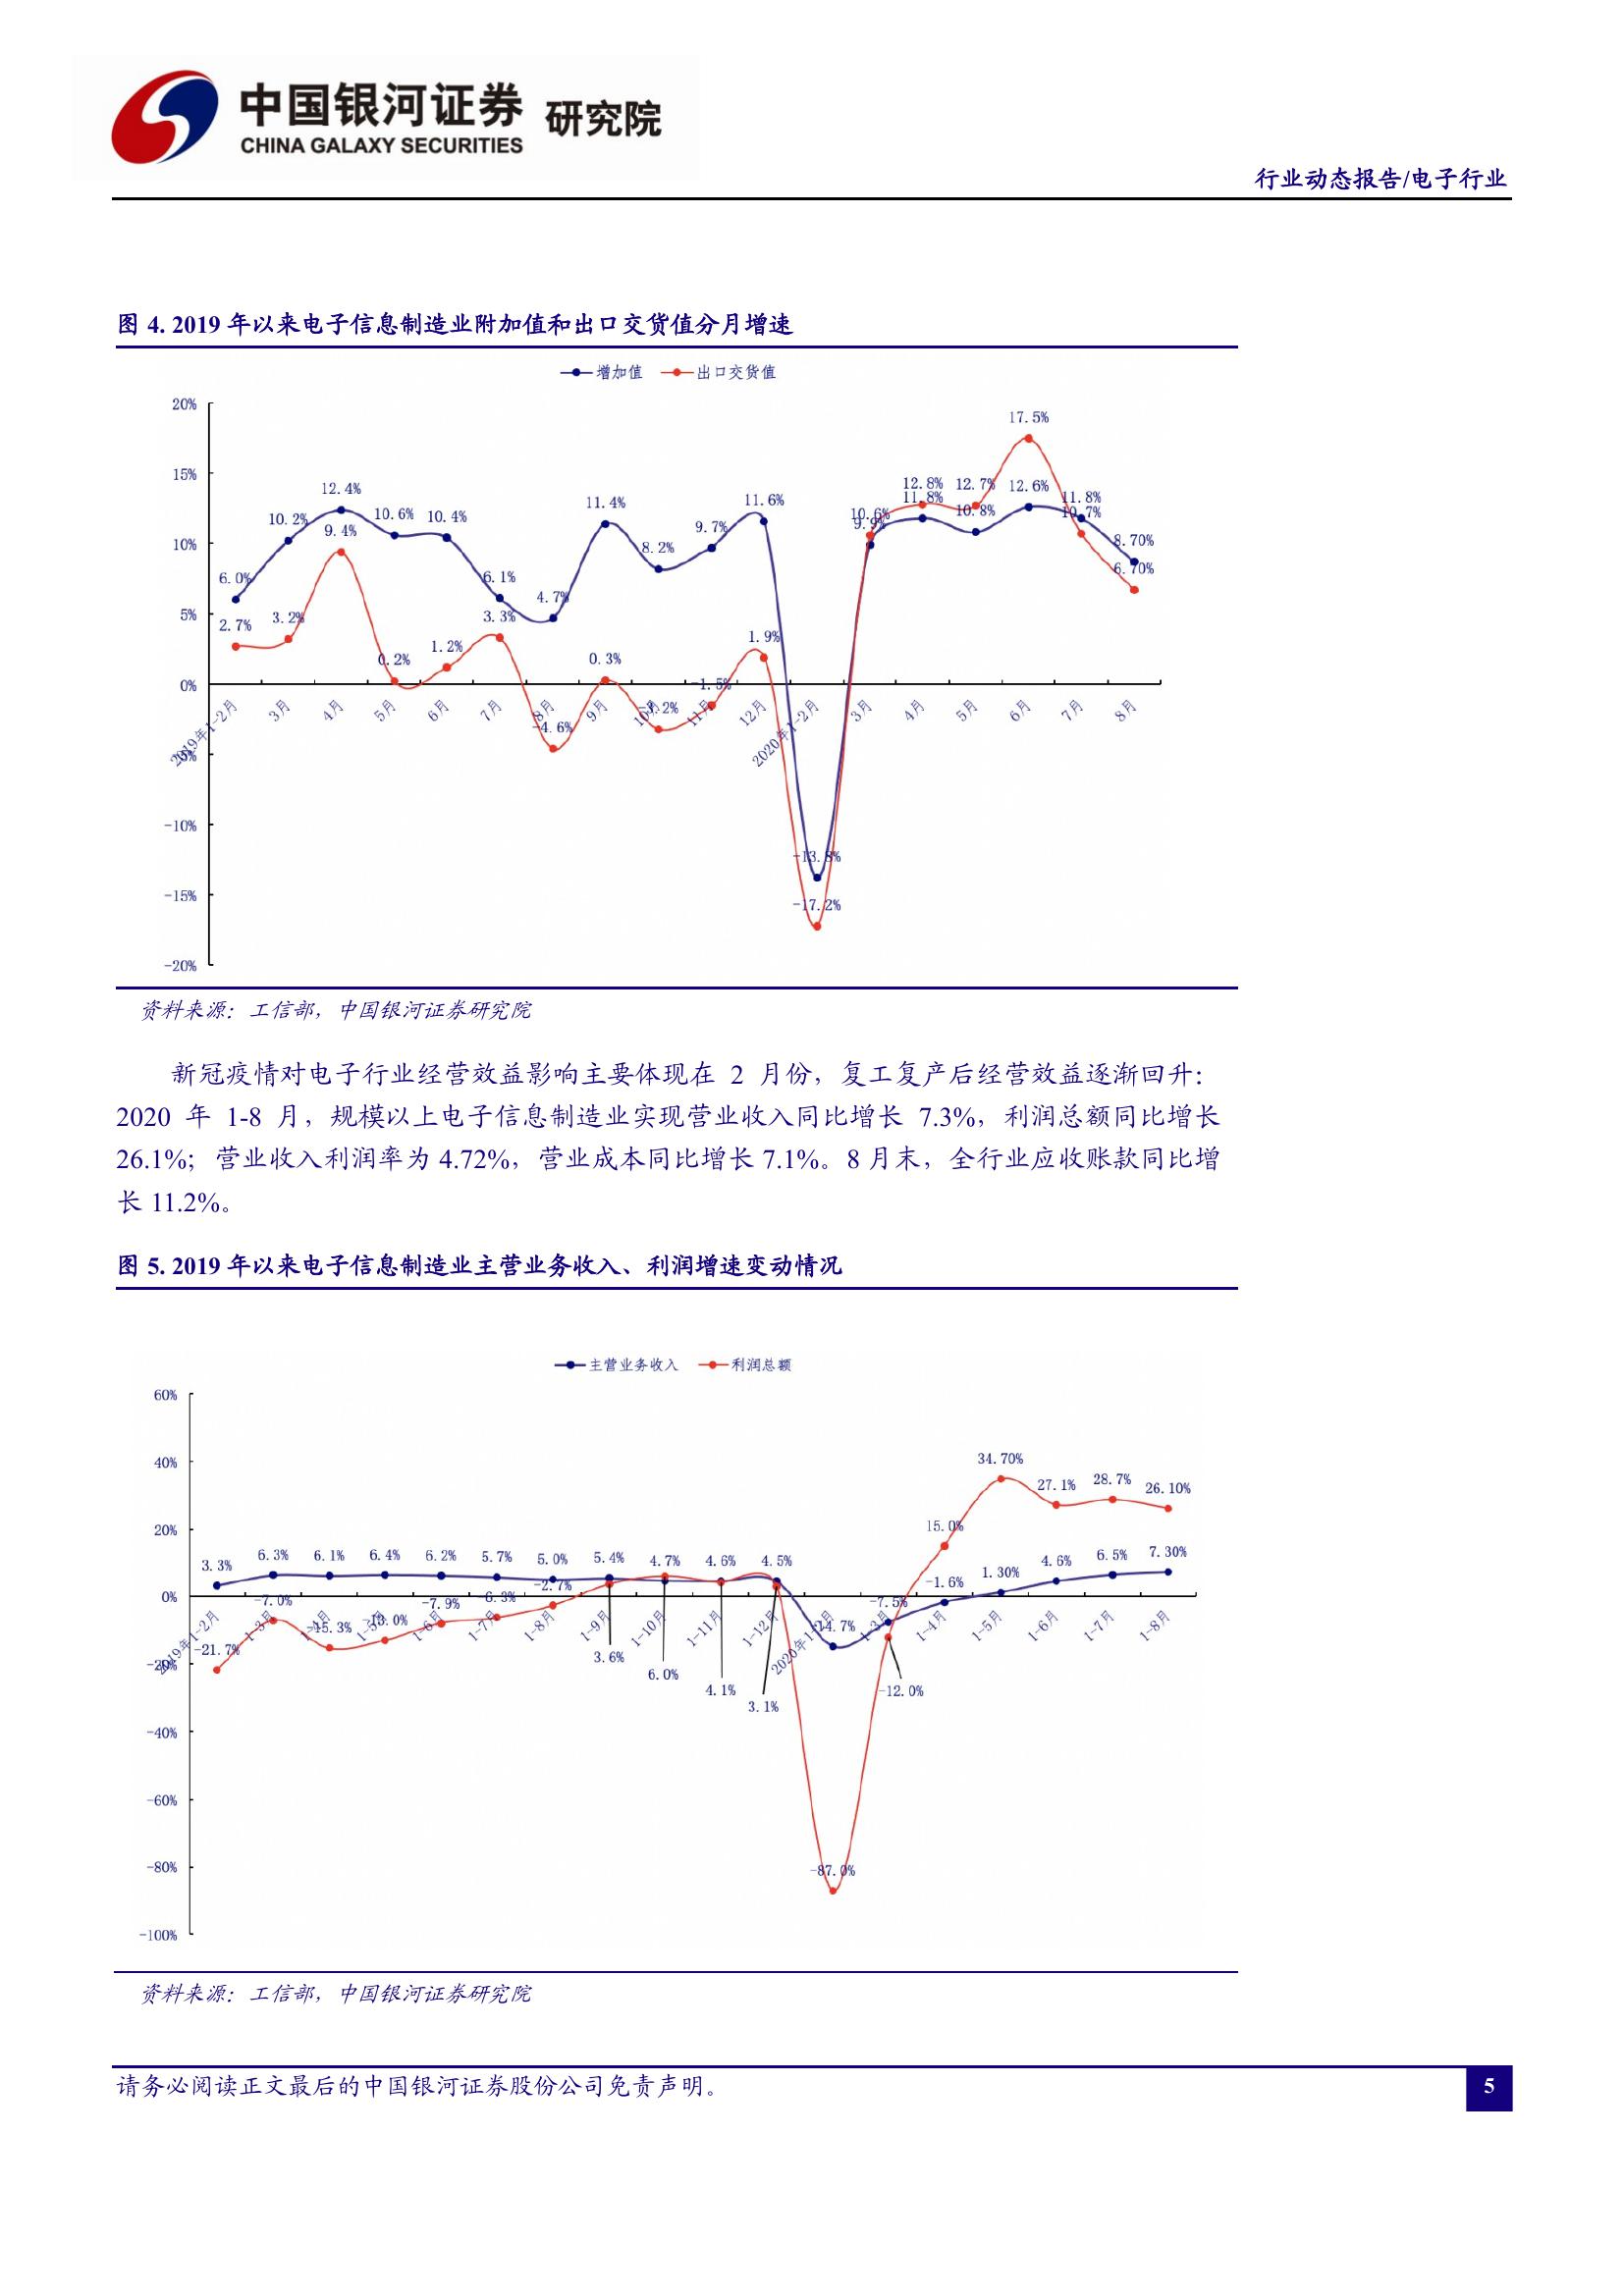 中国银河证券 研究院
CHINA GALAXY SECURITIES
行业动态报告/电子行业
图 4. 2019 年以来电子信息制造业附加值和出口交货值分月增速
增加值 出口交货值
20%
15%
10%
5%
0%
-5%
-10%
-15%
-20%
6.0% 10.2% 12.4% 10.6% 10.4% 6.1% 4.7% 11.4% 8.2% 9.7% 11.6% -13.8% 9.9% 11.8% 10.8% 12.6% 11.8% 8.70%
2.7% 3.2% 9.4% 0.2% 1.2% 3.3% -4.6% 0.3% -3.2% -1.5% 1.9% -17.2% 10.6% 12.8% 12.7% 17.5% 10.7% 6.70%
2019年1-2月 3月 4月 5月 6月 7月 8月 9月 10月 11月 12月 2020年1-2月 3月 4月 5月 6月 7月 8月
资料来源：工信部，中国银河证券研究院
新冠疫情对电子行业经营效益影响主要体现在 2 月份，复工复产后经营效益逐渐回升：
2020 年 1-8 月，规模以上电子信息制造业实现营业收入同比增长 7.3%，利润总额同比增长
26.1%；营业收入利润率为 4.72%，营业成本同比增长 7.1%。8 月末，全行业应收账款同比增
长 11.2%。
图 5. 2019 年以来电子信息制造业主营业务收入、利润增速变动情况
主营业务收入 利润总额
60%
40%
20%
0%
-20%
-40%
-60%
-80%
-100%
3.3% 6.3% 6.1% 6.4% 6.2% 5.7% 5.0% 5.4% 4.7% 4.6% 4.5% -14.7% -7.5% -1.6% 1.30% 4.6% 6.5% 7.30%
-21.7% -7.0% -15.3% -13.0% -7.9% -6.3% -2.7% 3.6% 6.0% 4.1% 3.1% -87.0% -12.0% 15.0% 34.70% 27.1% 28.7% 26.10%
2019年1-2月 1-3月 1-4月 1-5月 1-6月 1-7月 1-8月 1-9月 1-10月 1-11月 1-12月 2020年1-2月 1-3月 1-4月 1-5月 1-6月 1-7月 1-8月
资料来源：工信部，中国银河证券研究院
请务必阅读正文最后的中国银河证券股份公司免责声明。
5